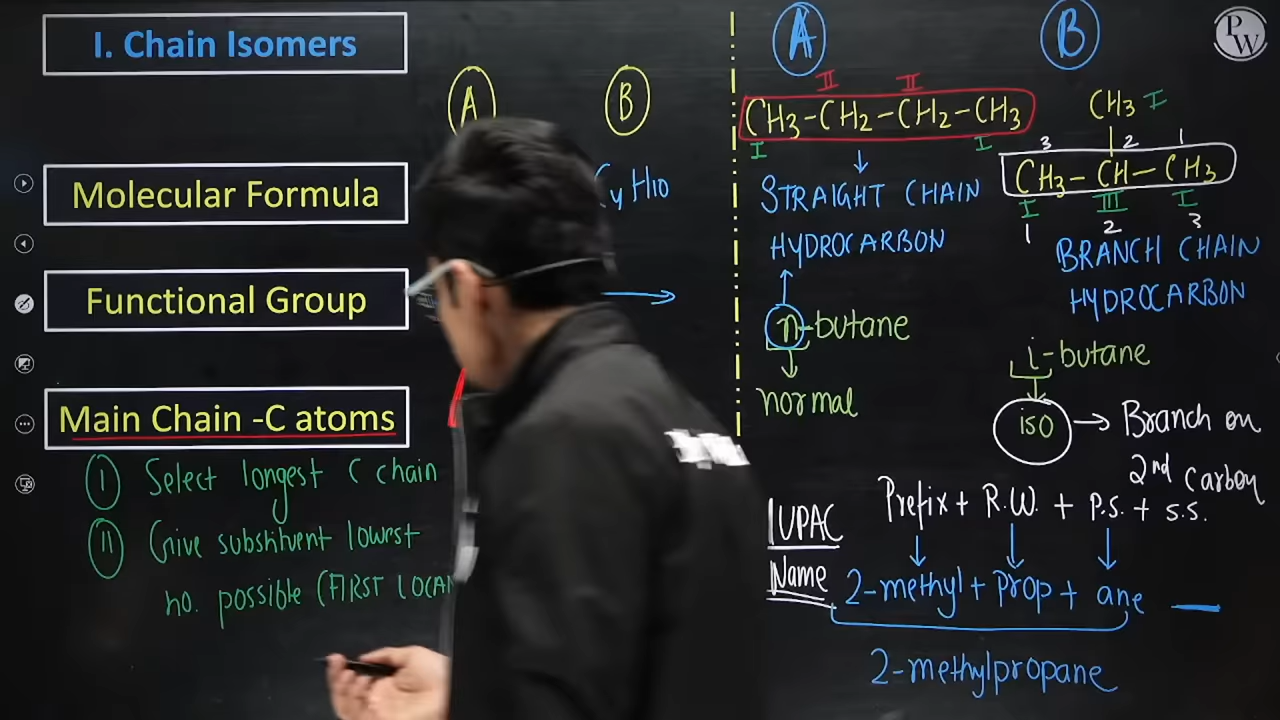 I. Chain Isomers
Molecular Formula
Functional Group
Main Chain -C atoms
I Select longest C chain
II Give substituent lowest
no. possible (FIRST
A
B
C4H10
A
II II
CH3-CH2-CH2-CH3
I I
STRAIGHT CHAIN
HYDROCARBON
n-butane
normal
B
CH3 I
3 2 1
CH3-CH-CH3
I III I
1 2 3
BRANCH CHAIN
HYDROCARBON
i-butane
iso → Branch on
2nd Carbon
IUPAC
Name
Prefix + R.W. + P.S. + S.S.
2-methyl + prop + ane
2-methylpropane
PW